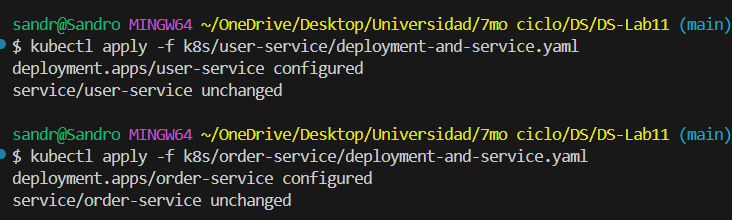 sandr@Sandro MINGW64 ~/OneDrive/Desktop/Universidad/7mo ciclo/DS/DS-Lab11 (main)
$ kubectl apply -f k8s/user-service/deployment-and-service.yaml
deployment.apps/user-service configured
service/user-service unchanged
sandr@Sandro MINGW64 ~/OneDrive/Desktop/Universidad/7mo ciclo/DS/DS-Lab11 (main)
$ kubectl apply -f k8s/order-service/deployment-and-service.yaml
deployment.apps/order-service configured
service/order-service unchanged